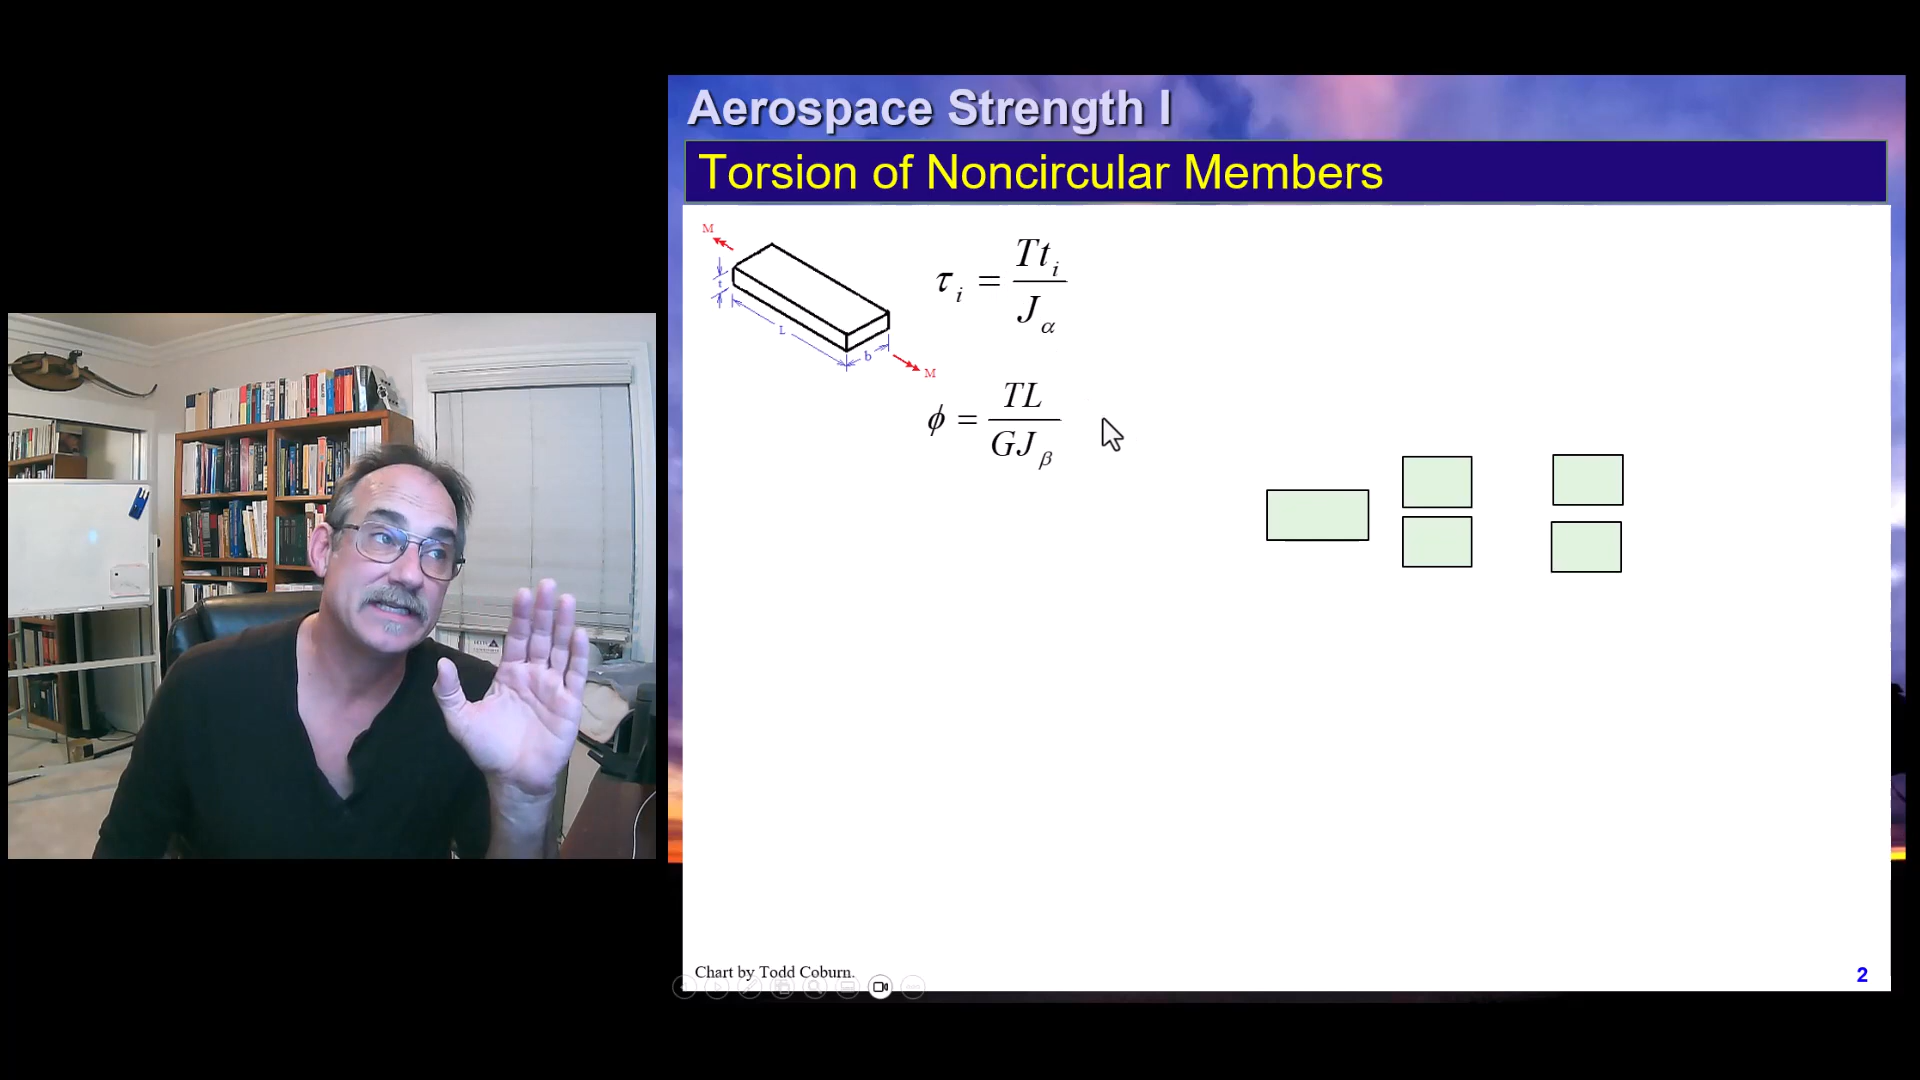 Aerospace Strength I
Torsion of Noncircular Members
M
t
L
b
M
τ_i = Tt_i / J_α
ϕ = TL / GJ_β
Chart by Todd Coburn.
2